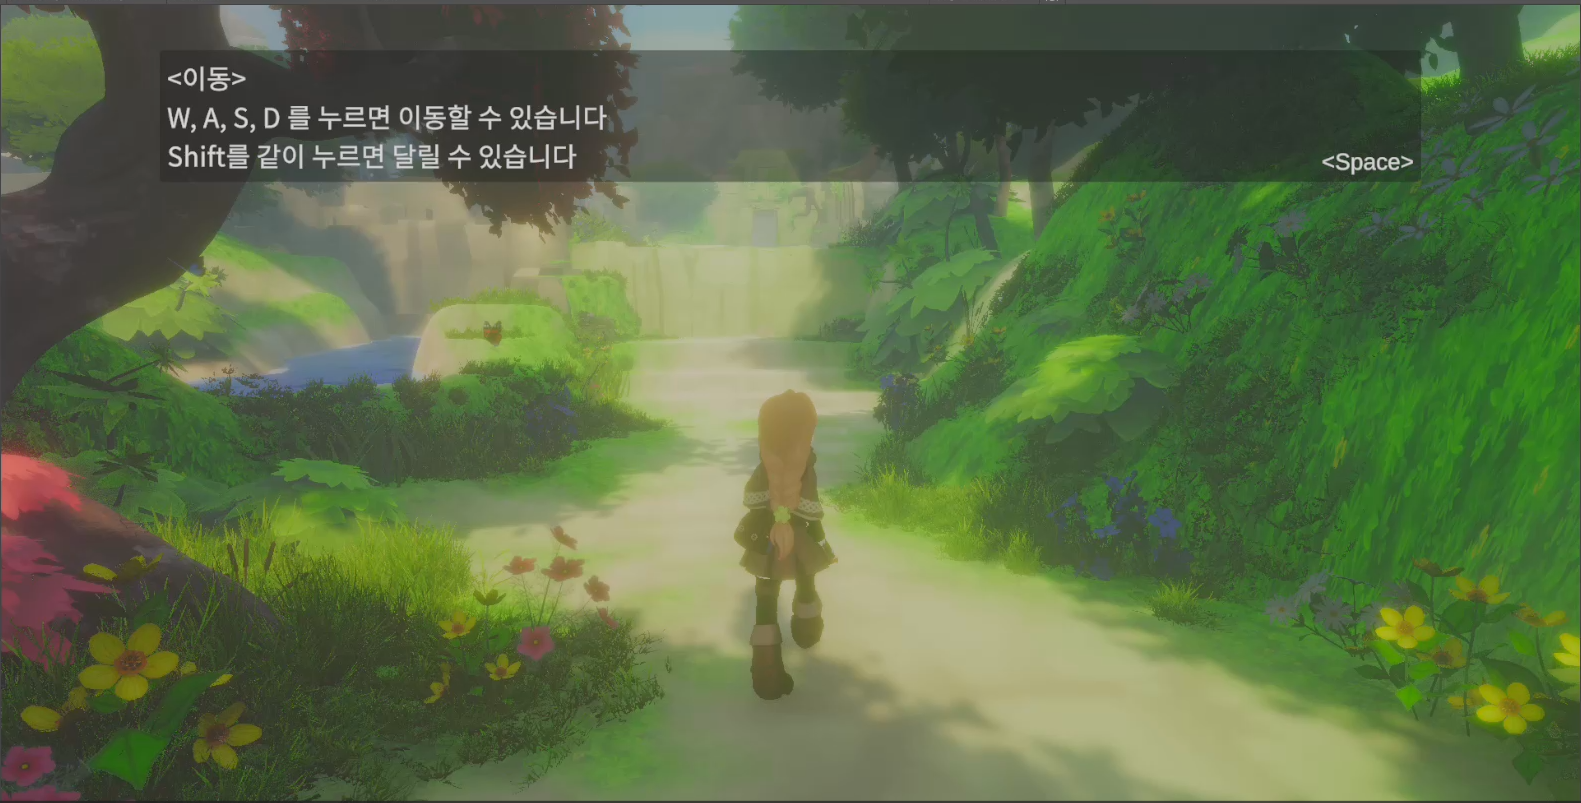 <이동>
W, A, S, D 를 누르면 이동할 수 있습니다
Shift를 같이 누르면 달릴 수 있습니다
<Space>